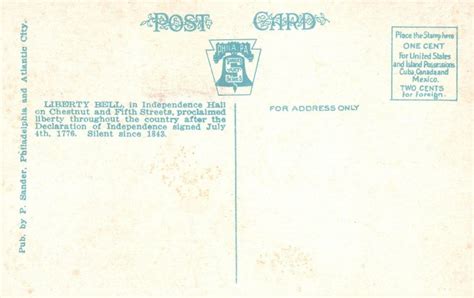 POST CARD
PHILA PA
LIBERTY BELL, in Independence Hall
on Chestnut and Fifth Streets, proclaimed
liberty throughout the country after the
Declaration of Independence signed July
4th, 1776. Silent since 1843.
FOR ADDRESS ONLY
Place the Stamp here
ONE CENT
for United States
and Island Possessions
Cuba, Canada and
Mexico.
TWO CENTS
for Foreign.
Pub. by P. Sander, Philadelphia and Atlantic City.